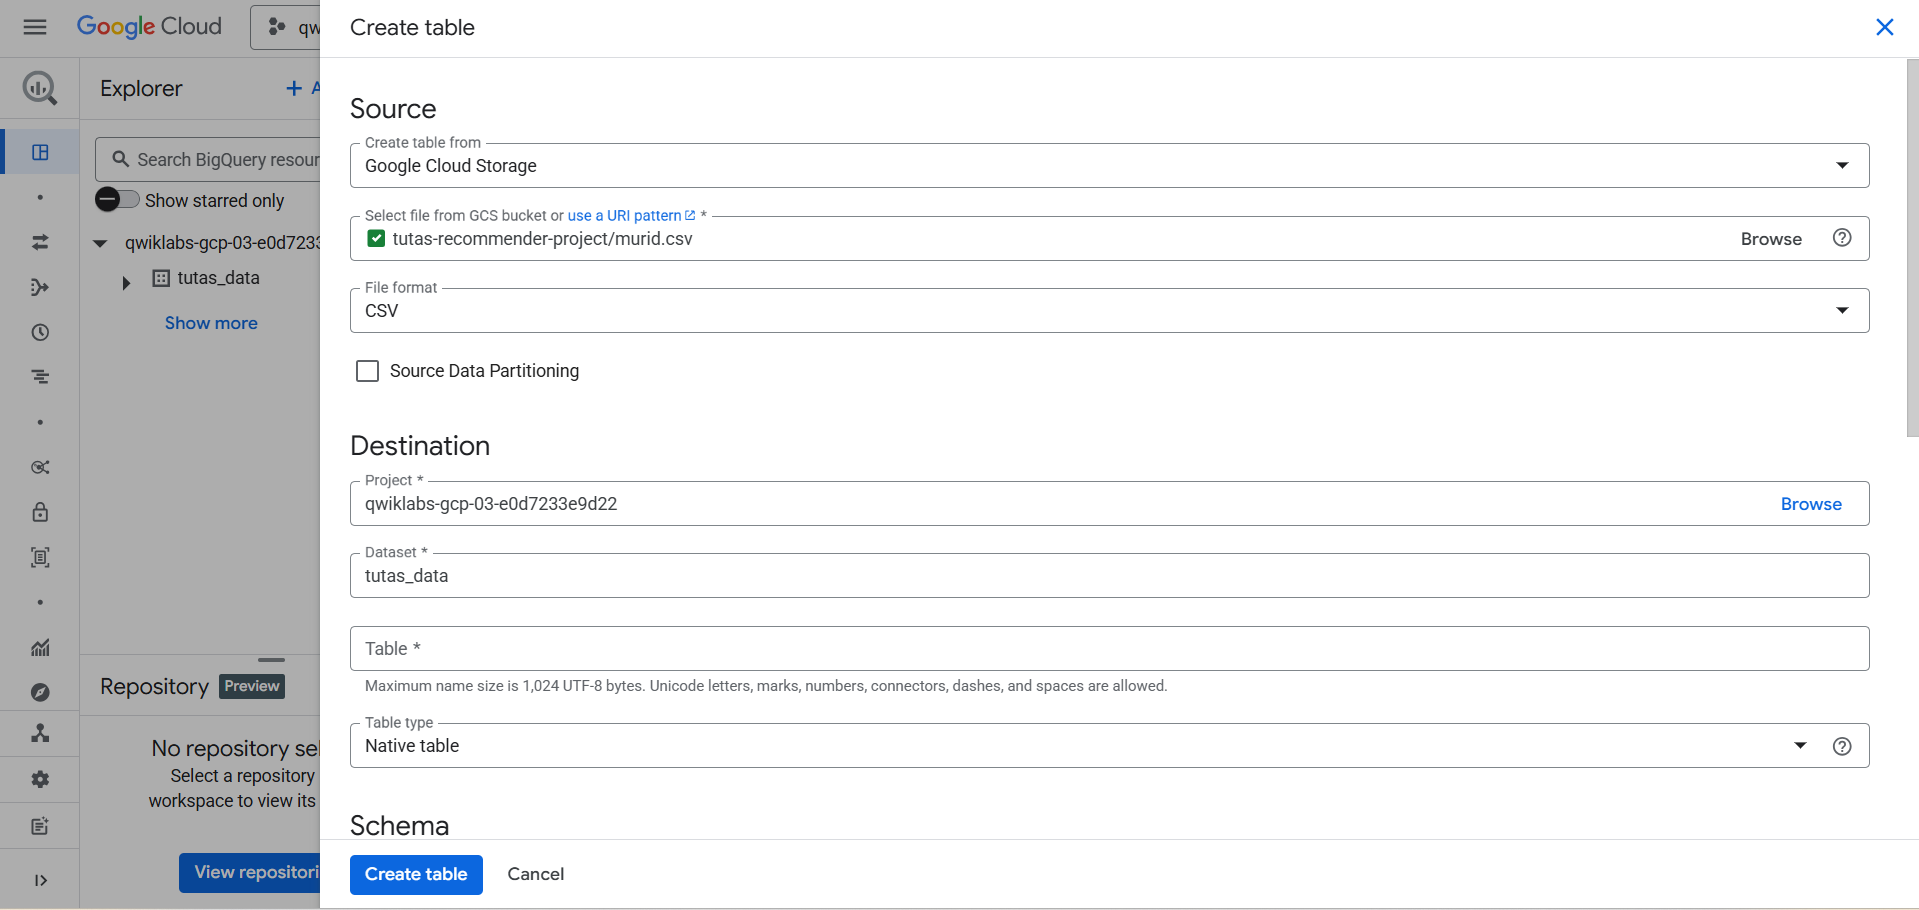 Google Cloud
qw
Create table
Explorer
+ A
Search BigQuery resour
Show starred only
qwiklabs-gcp-03-e0d7233
tutas_data
Show more
Repository
Preview
No repository sel
Select a repository
workspace to view its
View repositori
Source
Create table from
Google Cloud Storage
Select file from GCS bucket or use a URI pattern *
tutas-recommender-project/murid.csv
Browse
File format
CSV
Source Data Partitioning
Destination
Project *
qwiklabs-gcp-03-e0d7233e9d22
Browse
Dataset *
tutas_data
Table *
Maximum name size is 1,024 UTF-8 bytes. Unicode letters, marks, numbers, connectors, dashes, and spaces are allowed.
Table type
Native table
Schema
Create table
Cancel